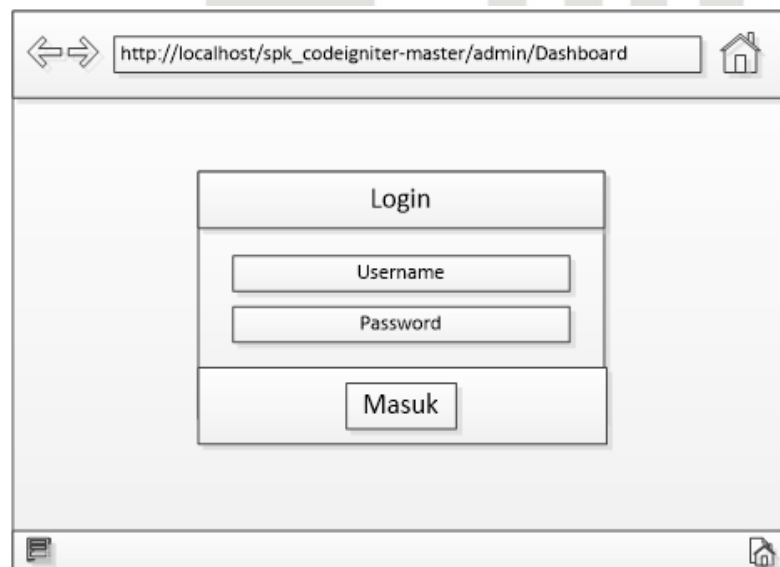 http://localhost/spk_codeigniter-master/admin/Dashboard
Login
Username
Password
Masuk